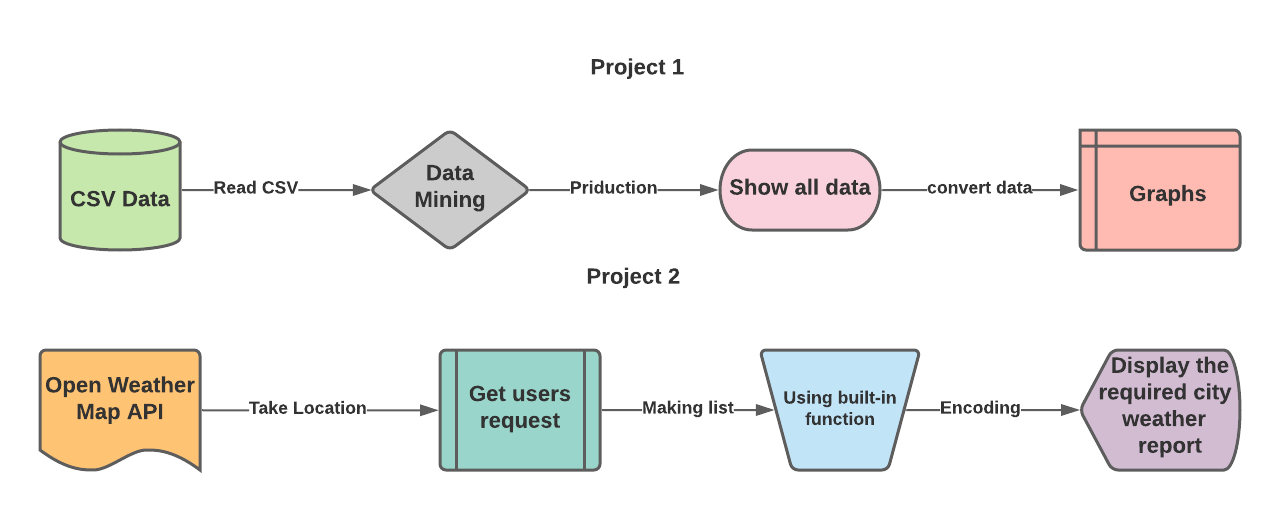 Project 1
CSV Data
Read CSV
Data
Mining
Priduction
Show all data
convert data
Graphs
Project 2
Open Weather
Map API
Take Location
Get users
request
Making list
Using built-in
function
Encoding
Display the
required city
weather
report